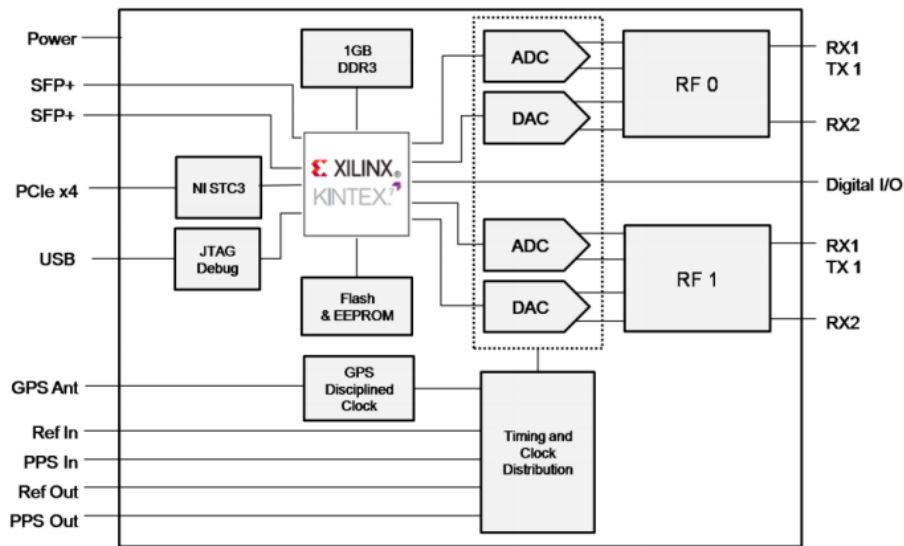 Power
SFP+
SFP+
PCIe x4
USB
GPS Ant
Ref In
PPS In
Ref Out
PPS Out
1GB
DDR3
NI STC3
JTAG
Debug
XILINX®
KINTEX7
Flash
& EEPROM
GPS
Disciplined
Clock
ADC
DAC
ADC
DAC
Timing and
Clock
Distribution
RF 0
RF 1
RX1
TX 1
RX2
Digital I/O
RX1
TX 1
RX2